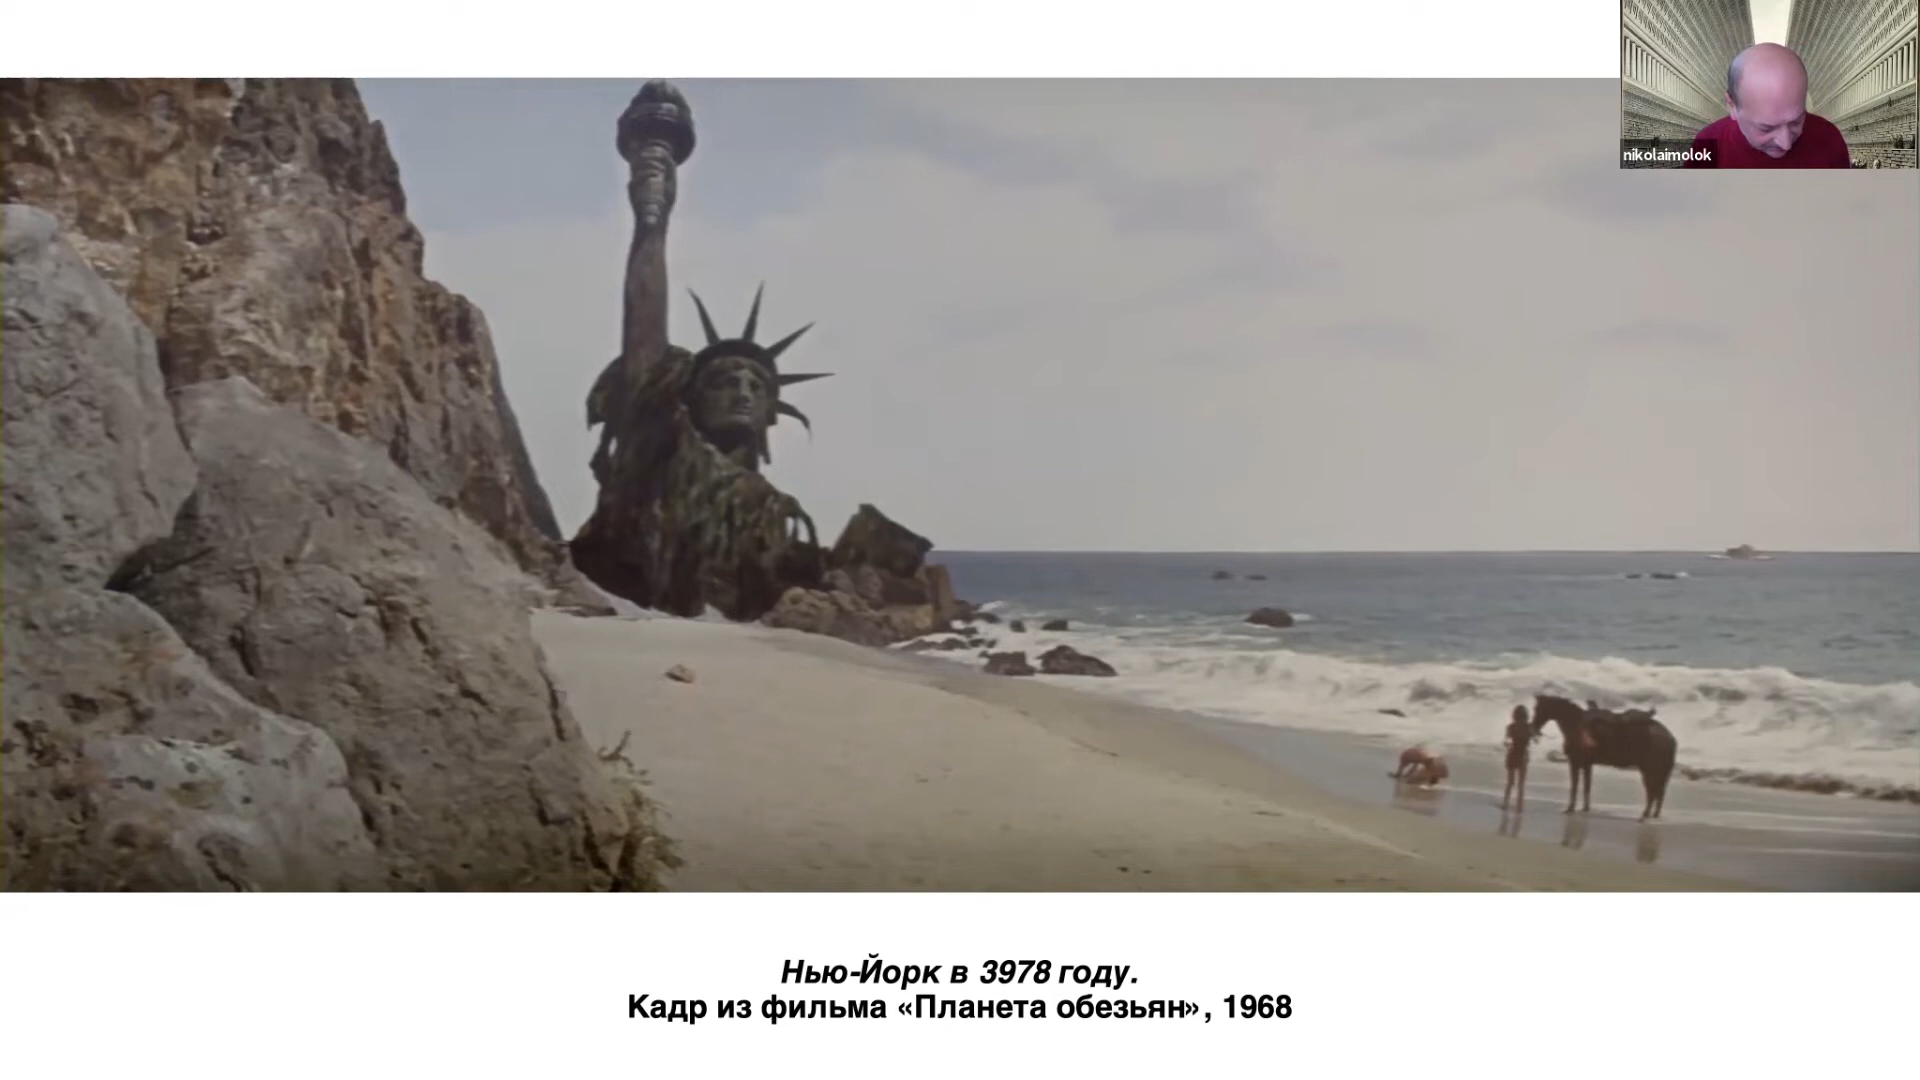 nikolaimolok
Нью-Йорк в 3978 году.
Кадр из фильма «Планета обезьян», 1968